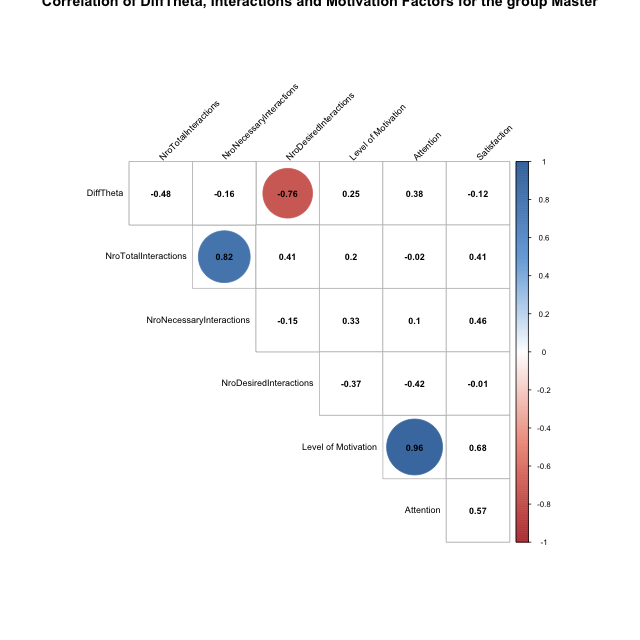 Correlation of DiffTheta, Interactions and Motivation Factors for the group Master
NroTotalInteractions
NroNecessaryInteractions
NroDesiredInteractions
Level of Motivation
Attention
Satisfaction
DiffTheta -0.48 -0.16 -0.76 0.25 0.38 -0.12
NroTotalInteractions 0.82 0.41 0.2 -0.02 0.41
NroNecessaryInteractions -0.15 0.33 0.1 0.46
NroDesiredInteractions -0.37 -0.42 -0.01
Level of Motivation 0.96 0.68
Attention 0.57
1
0.8
0.6
0.4
0.2
0
-0.2
-0.4
-0.6
-0.8
-1